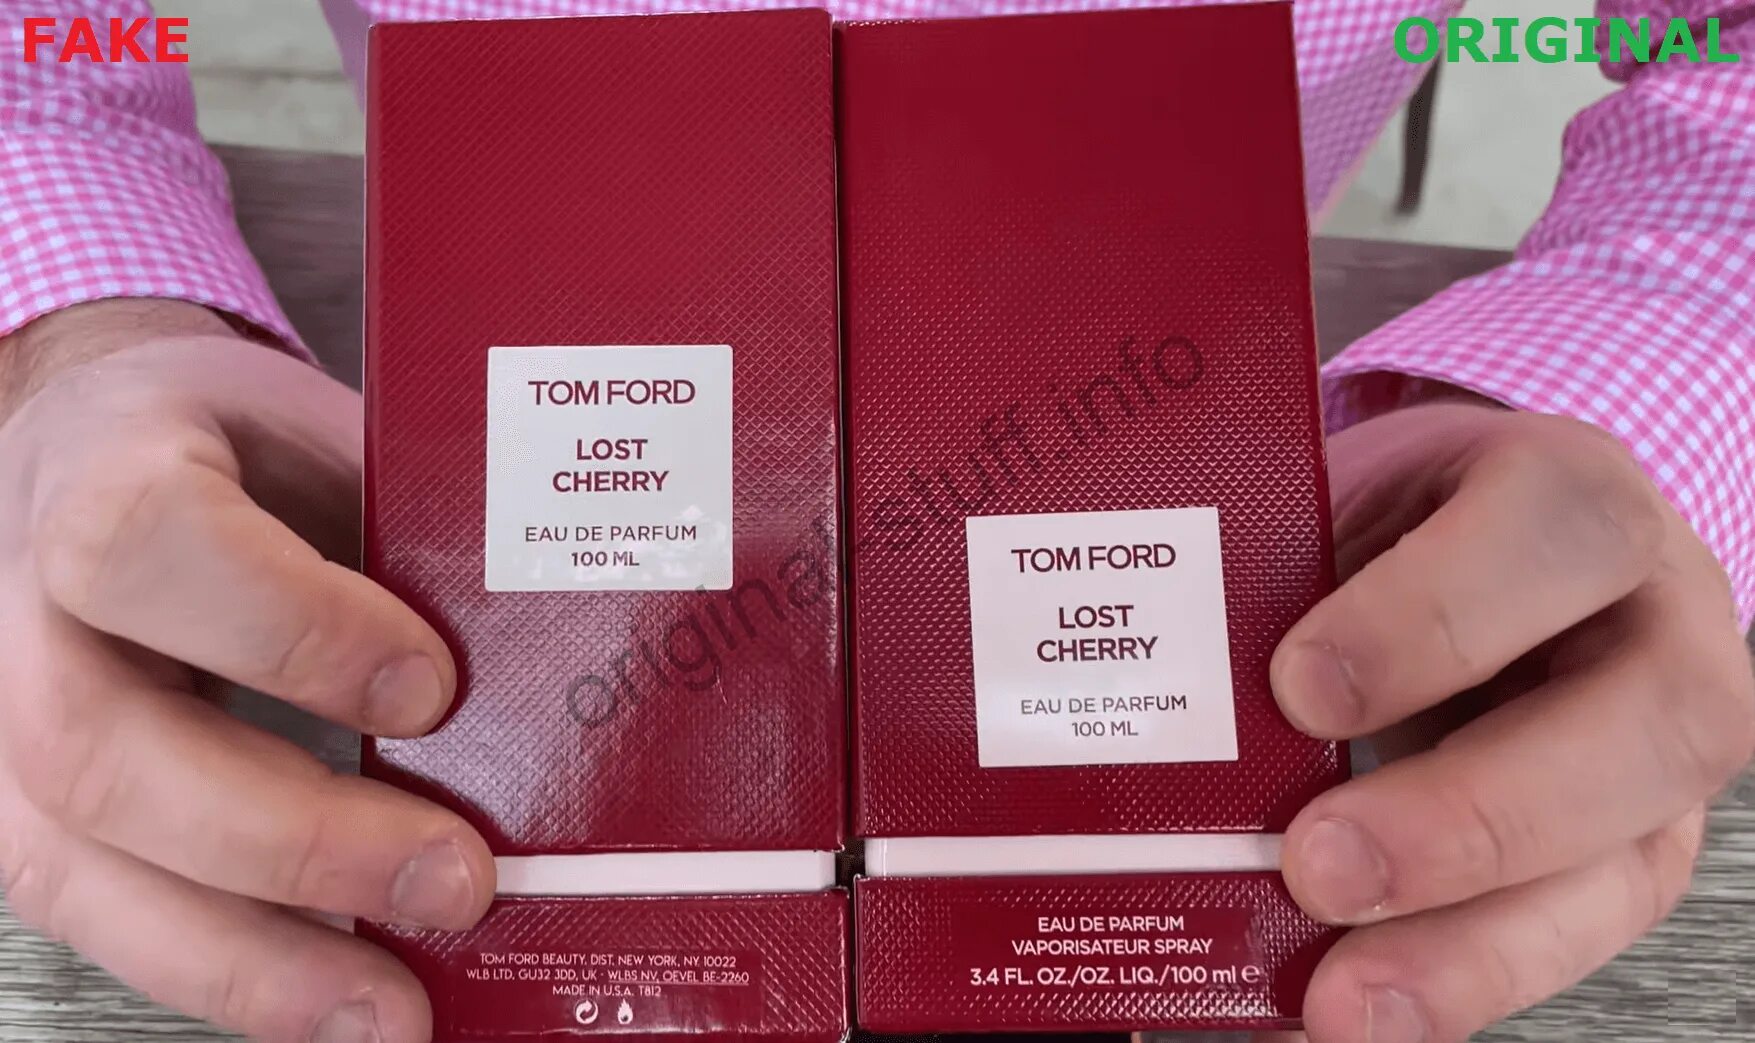 FAKE
ORIGINAL
TOM FORD
LOST
CHERRY
EAU DE PARFUM
100 ML
TOM FORD BEAUTY, DIST. NEW YORK, NY 10022
WLB LTD, GU32 3DD, UK - WLBS NV, OEVEL BE-2260
MADE IN U.S.A. T812
TOM FORD
LOST
CHERRY
EAU DE PARFUM
100 ML
EAU DE PARFUM
VAPORISATEUR SPRAY
3.4 FL. OZ./OZ. LIQ./100 ml e
original-stuff.info